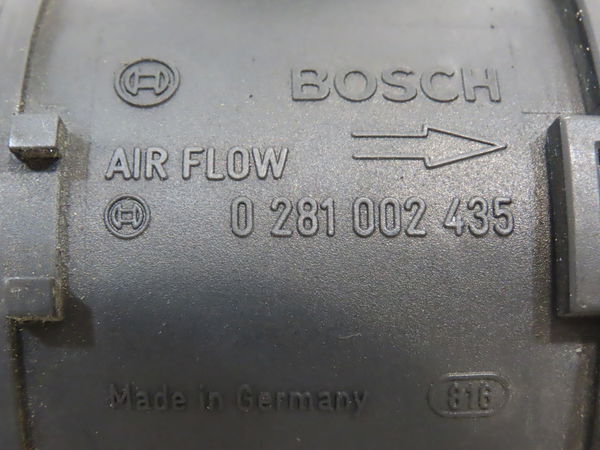 BOSCH
AIR FLOW
0 281 002 435
Made in Germany 816